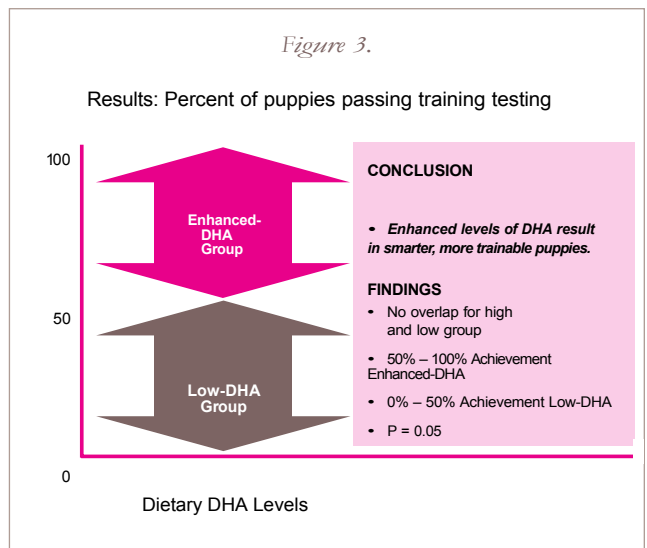 Figure 3.
Results: Percent of puppies passing training testing
100
50
0
Enhanced-
DHA
Group
Low-DHA
Group
Dietary DHA Levels
CONCLUSION
• Enhanced levels of DHA result
in smarter, more trainable puppies.
FINDINGS
• No overlap for high
and low group
• 50% – 100% Achievement
Enhanced-DHA
• 0% – 50% Achievement Low-DHA
• P = 0.05